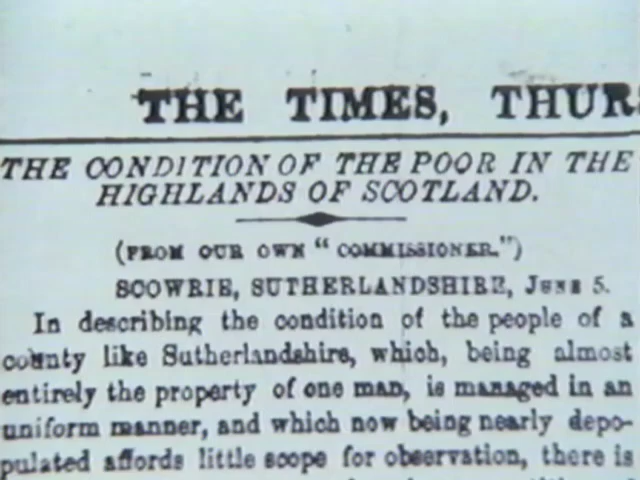 THE TIMES, THURS
THE CONDITION OF THE POOR IN THE
HIGHLANDS OF SCOTLAND.
(FROM OUR OWN “COMMISSIONER.”)
SCOWRIE, SUTHERLANDSHIRE, JUNE 5.
In describing the condition of the people of a
county like Sutherlandshire, which, being almost
entirely the property of one man, is managed in an
uniform manner, and which now being nearly depo-
pulated affords little scope for observation, there is